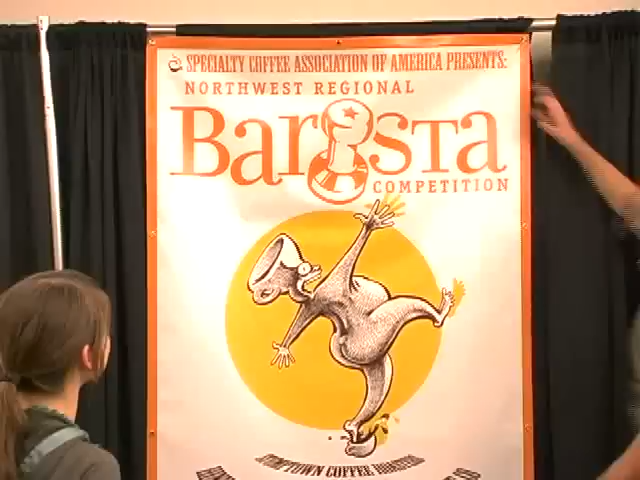 SPECIALTY COFFEE ASSOCIATION OF AMERICA PRESENTS:
NORTHWEST REGIONAL
Barista
COMPETITION
STUMPTOWN COFFEE ROASTERS